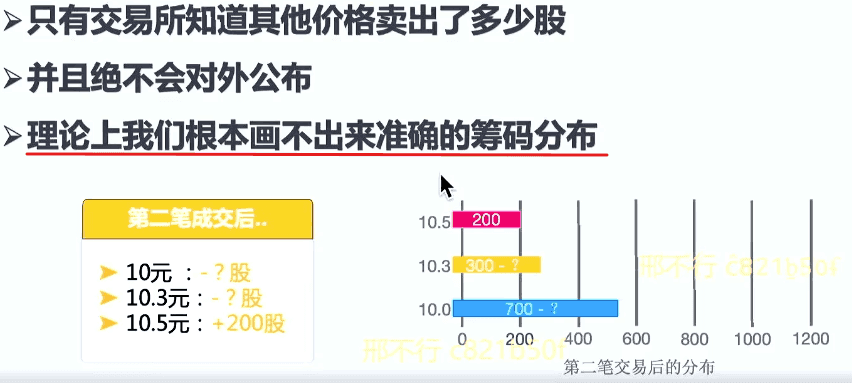 ➢只有交易所知道其他价格卖出了多少股
➢并且绝不会对外公布
➢理论上我们根本画不出来准确的筹码分布
第二笔成交后..
➤ 10元 ：-？股
➤ 10.3元：-？股
➤ 10.5元：+200股
10.5 200
10.3 300 - ？
10.0 700 - ？
0 200 400 600 800 1000 1200
第二笔交易后的分布
邢不行 c821b50f
邢不行 c821b50f